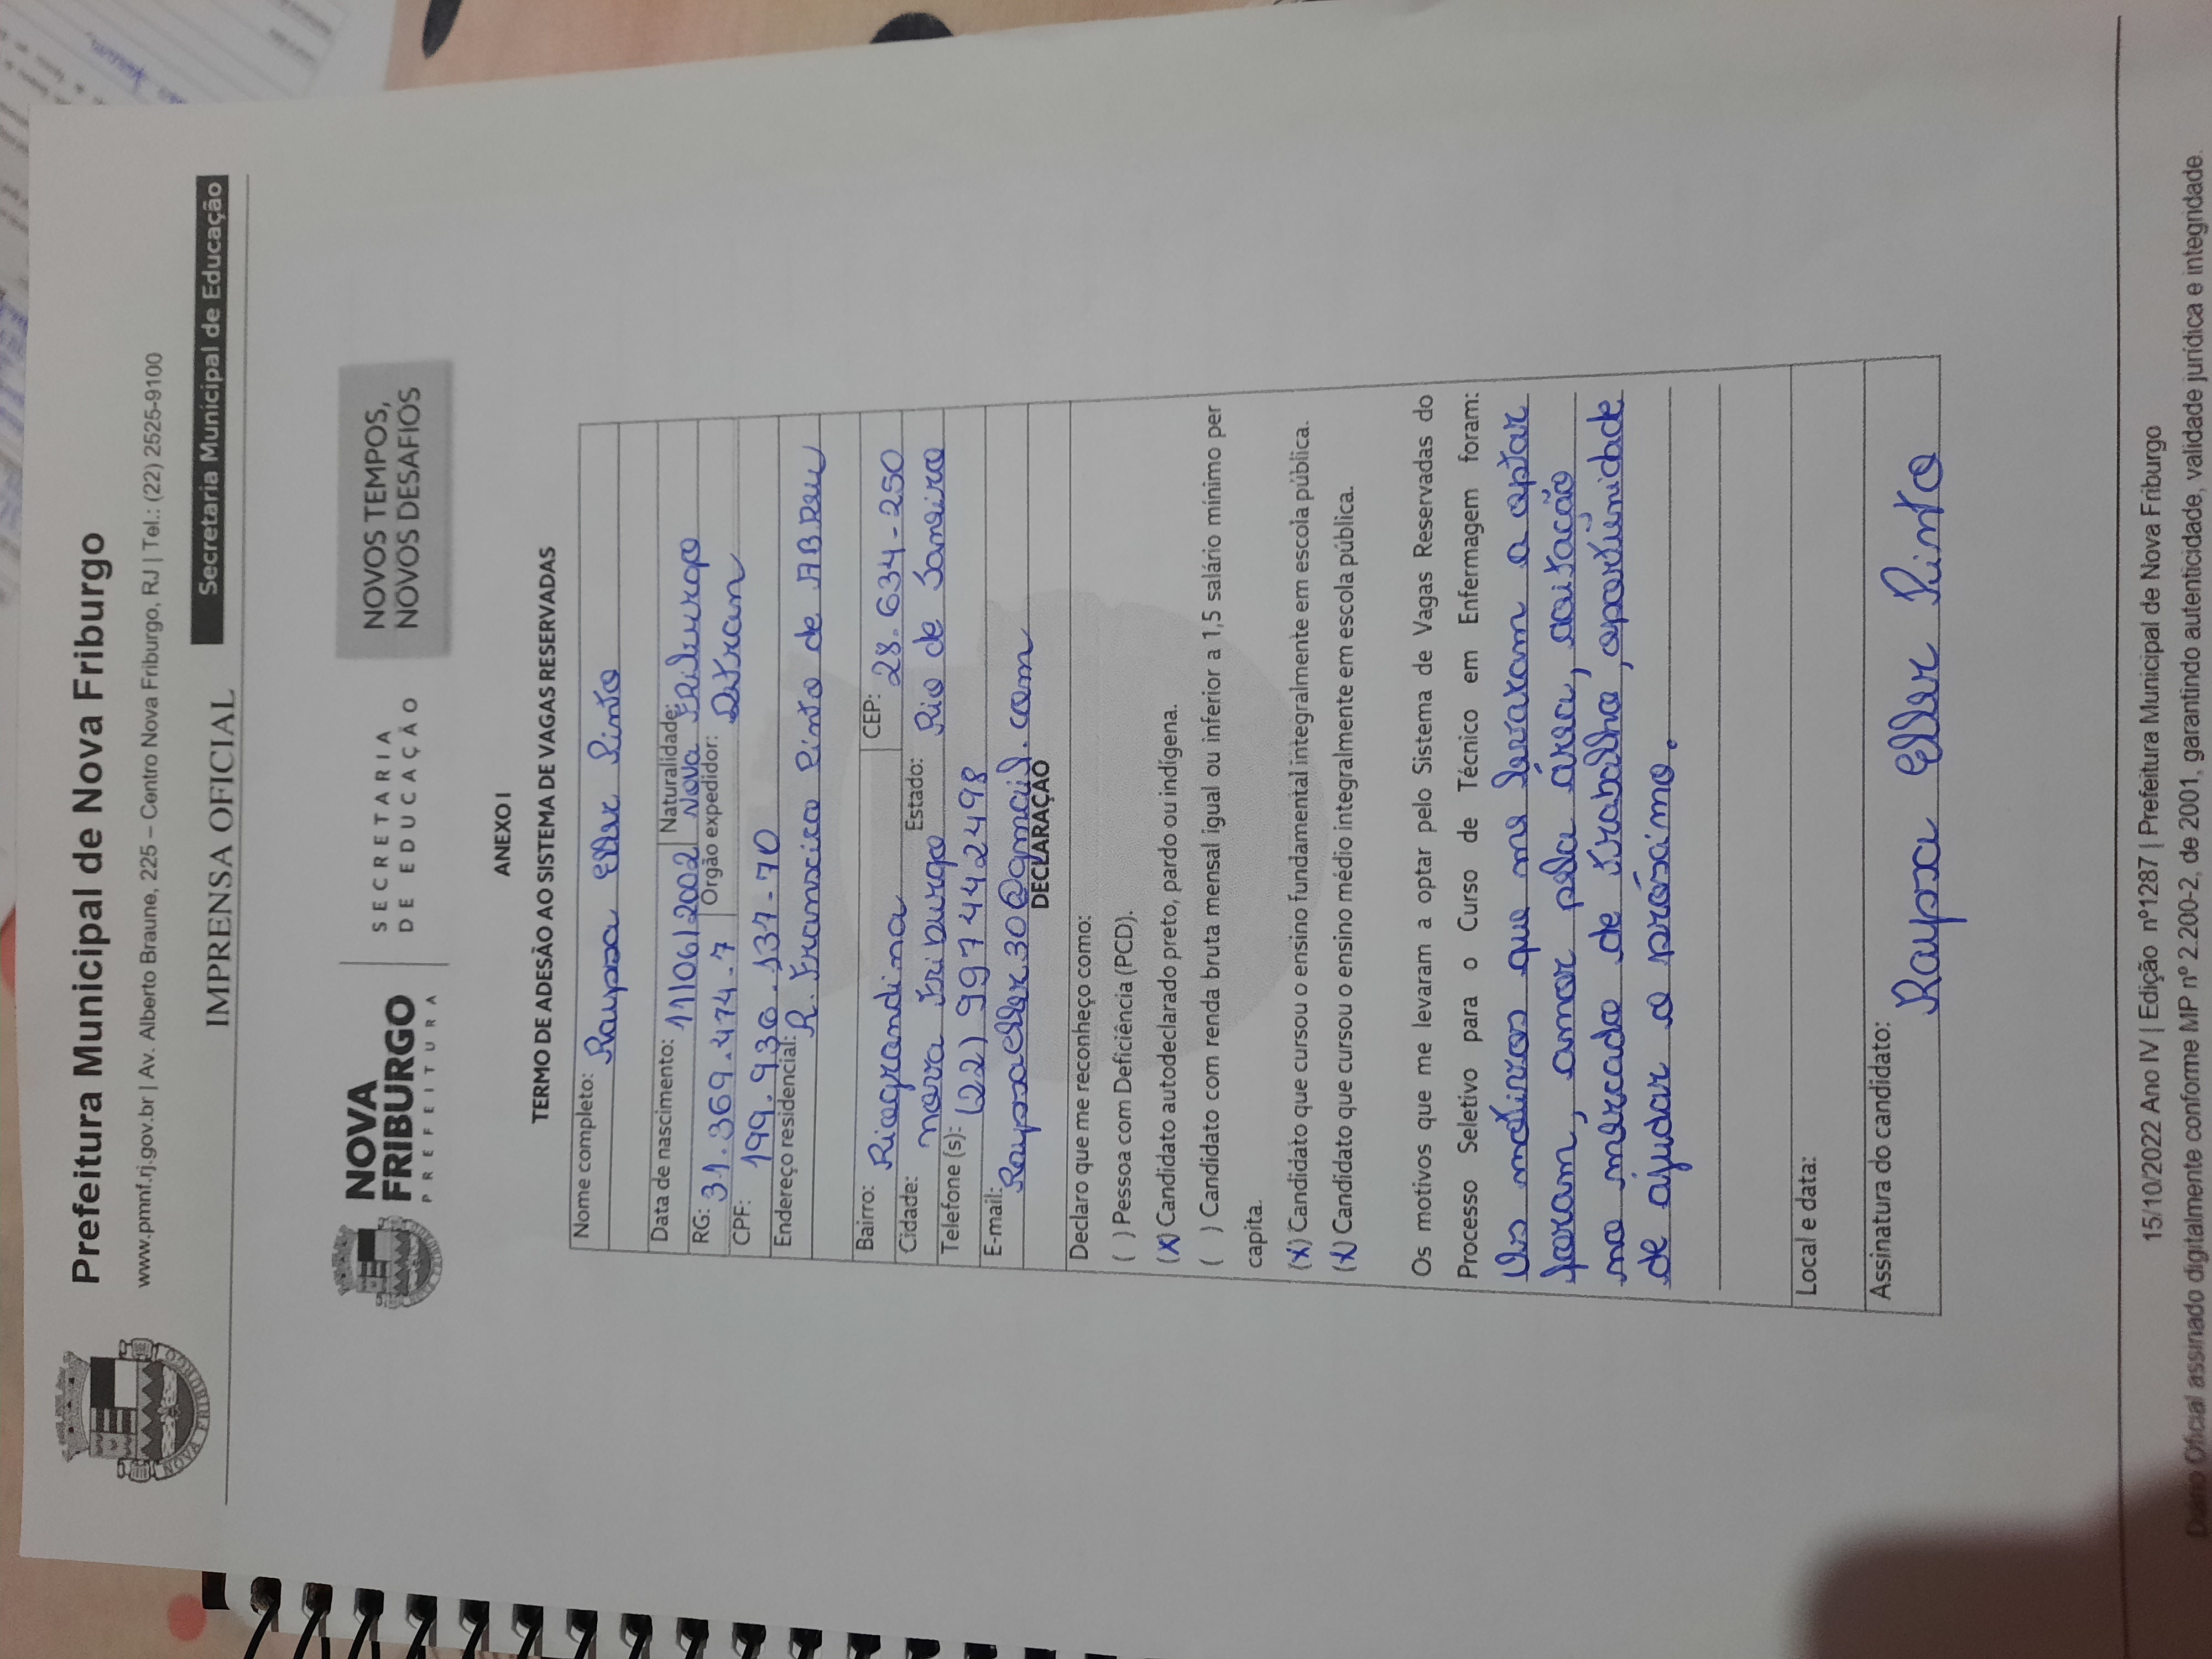 Prefeitura Municipal de Nova Friburgo
www.pmnf.rj.gov.br | Av. Alberto Braune, 225 – Centro Nova Friburgo, RJ | Tel.: (22) 2525-9100
IMPRENSA OFICIAL
Secretaria Municipal de Educação
NOVA FRIBURGO
NOVA
FRIBURGO
PREFEITURA
SECRETARIA
DE EDUCAÇÃO
NOVOS TEMPOS,
NOVOS DESAFIOS
ANEXO I
TERMO DE ADESÃO AO SISTEMA DE VAGAS RESERVADAS
Nome completo: Rayssa Eller Pinto
Data de nascimento: 11/06/2002 Naturalidade: Nova Friburgo
RG: 31.369.474-7 Órgão expedidor: Detran
CPF: 199.930.137-70
Endereço residencial: R. Francisico Pinto de ABReu
Bairro: Riograndina CEP: 28.634-250
Cidade: Nova Friburgo Estado: Rio de Janeiro
Telefone (s): (22) 997442498
E-mail: Rayssaeller30@gmail.com
DECLARAÇÃO
Declaro que me reconheço como:
( ) Pessoa com Deficiência (PCD).
(x) Candidato autodeclarado preto, pardo ou indígena.
( ) Candidato com renda bruta mensal igual ou inferior a 1,5 salário mínimo per
capita.
(x) Candidato que cursou o ensino fundamental integralmente em escola pública.
(x) Candidato que cursou o ensino médio integralmente em escola pública.
Os motivos que me levaram a optar pelo Sistema de Vagas Reservadas do
Processo Seletivo para o Curso de Técnico em Enfermagem foram:
Os motivos que me levaram a optar
foram, amor pela area, aceitação
no mercado de trabalho, oportunidade
de ajudar o próximo.
Local e data:
Assinatura do candidato: Rayssa Eller Pinto
15/10/2022 Ano IV | Edição nº1287 | Prefeitura Municipal de Nova Friburgo
Diário Oficial assinado digitalmente conforme MP nº 2.200-2, de 2001, garantindo autenticidade, validade jurídica e integridade.